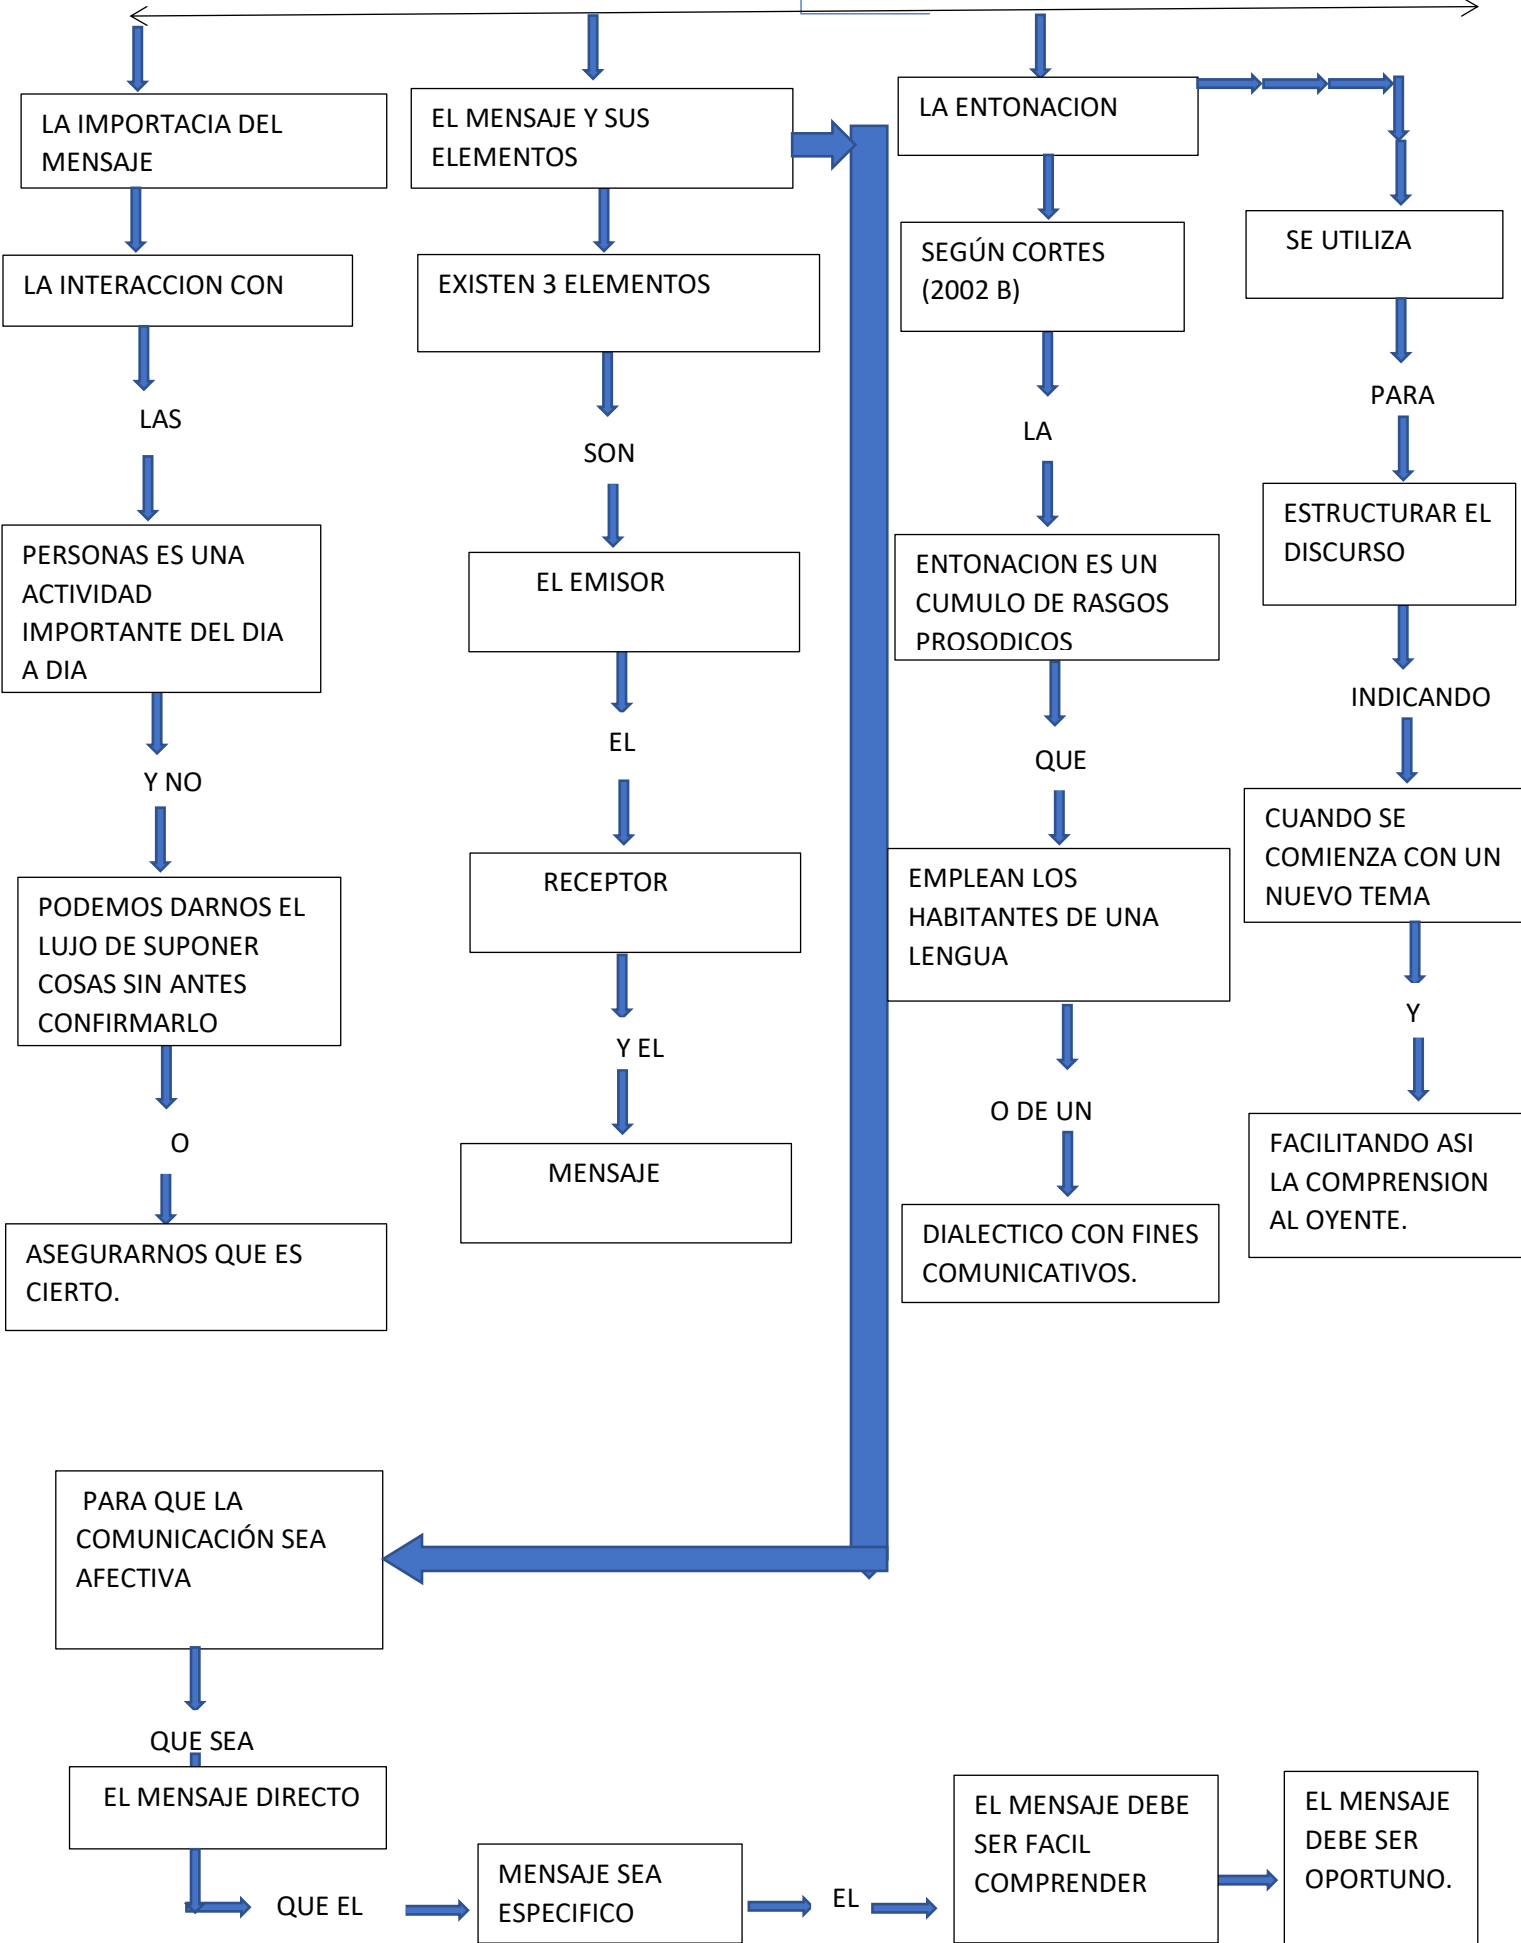 LA IMPORTACIA DEL
MENSAJE
LA INTERACCION CON
LAS
PERSONAS ES UNA
ACTIVIDAD
IMPORTANTE DEL DIA
A DIA
Y NO
PODEMOS DARNOS EL
LUJO DE SUPONER
COSAS SIN ANTES
CONFIRMARLO
O
ASEGURARNOS QUE ES
CIERTO.
EL MENSAJE Y SUS
ELEMENTOS
EXISTEN 3 ELEMENTOS
SON
EL EMISOR
EL
RECEPTOR
Y EL
MENSAJE
LA ENTONACION
SEGÚN CORTES
(2002 B)
LA
ENTONACION ES UN
CUMULO DE RASGOS
PROSODICOS
QUE
EMPLEAN LOS
HABITANTES DE UNA
LENGUA
O DE UN
DIALECTICO CON FINES
COMUNICATIVOS.
SE UTILIZA
PARA
ESTRUCTURAR EL
DISCURSO
INDICANDO
CUANDO SE
COMIENZA CON UN
NUEVO TEMA
Y
FACILITANDO ASI
LA COMPRENSION
AL OYENTE.
PARA QUE LA
COMUNICACIÓN SEA
AFECTIVA
QUE SEA
EL MENSAJE DIRECTO
QUE EL
MENSAJE SEA
ESPECIFICO
EL
EL MENSAJE DEBE
SER FACIL
COMPRENDER
EL MENSAJE
DEBE SER
OPORTUNO.